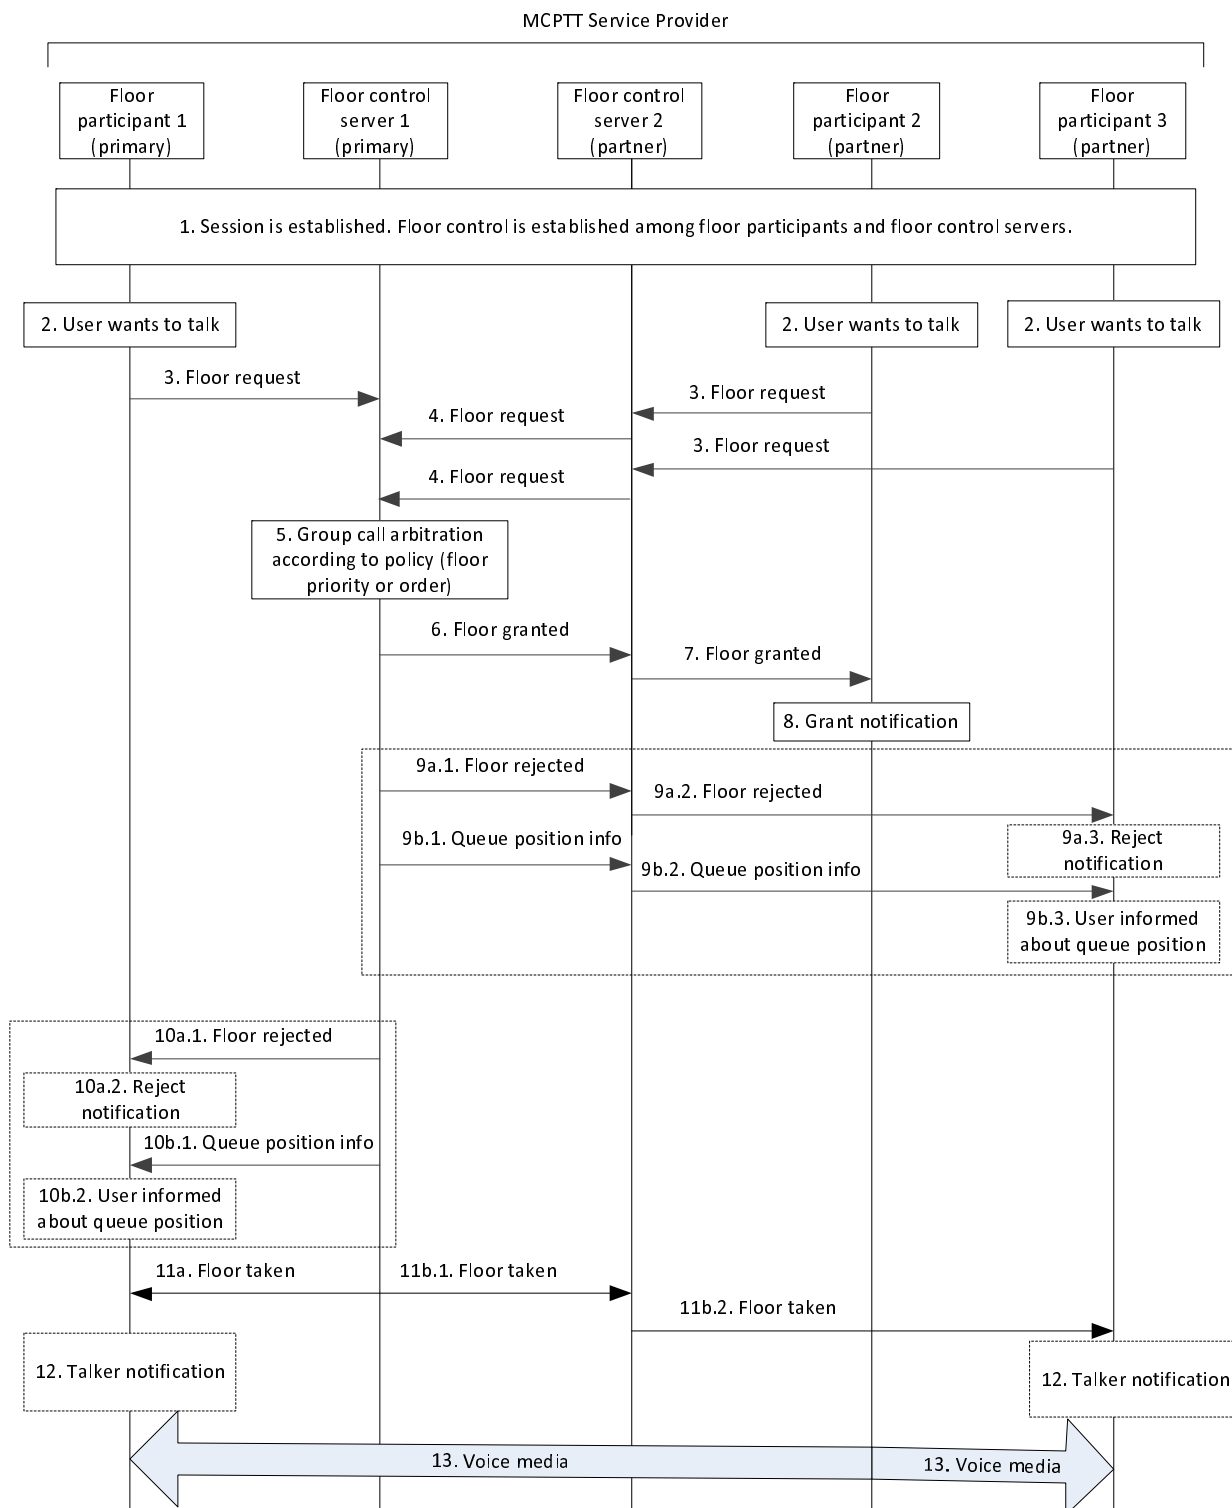 MCPTT Service Provider
Floor
participant 1
(primary)
Floor control
server 1
(primary)
Floor control
server 2
(partner)
Floor
participant 2
(partner)
Floor
participant 3
(partner)
1. Session is established. Floor control is established among floor participants and floor control servers.
2. User wants to talk
2. User wants to talk
2. User wants to talk
3. Floor request
3. Floor request
4. Floor request
3. Floor request
4. Floor request
5. Group call arbitration
according to policy (floor
priority or order)
6. Floor granted
7. Floor granted
8. Grant notification
9a.1. Floor rejected
9a.2. Floor rejected
9a.3. Reject
notification
9b.1. Queue position info
9b.2. Queue position info
9b.3. User informed
about queue position
10a.1. Floor rejected
10a.2. Reject
notification
10b.1. Queue position info
10b.2. User informed
about queue position
11a. Floor taken
11b.1. Floor taken
11b.2. Floor taken
12. Talker notification
12. Talker notification
13. Voice media
13. Voice media